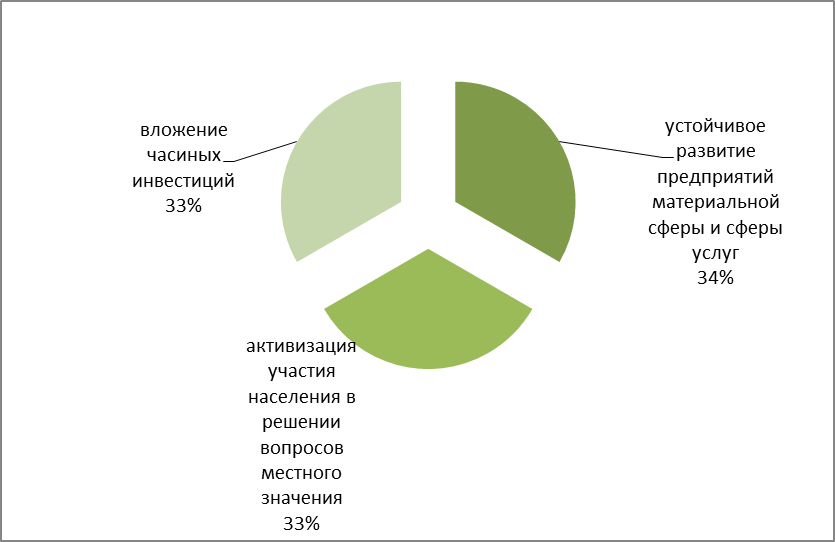 вложение
часиных
инвестиций
33%
устойчивое
развитие
предприятий
материальной
сферы и сферы
услуг
34%
активизация
участия
населения в
решении
вопросов
местного
значения
33%